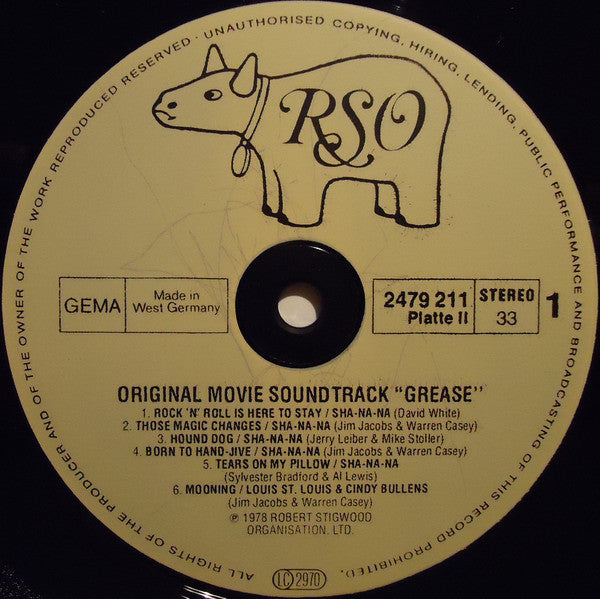 ALL RIGHTS OF THE PRODUCER AND OF THE OWNER OF THE WORK REPRODUCED RESERVED · UNAUTHORISED COPYING, HIRING, LENDING, PUBLIC PERFORMANCE AND BROADCASTING OF THIS RECORD PROHIBITED.
RSO
GEMA
Made in
West Germany
2479 211
Platte II
STEREO
33
1
ORIGINAL MOVIE SOUNDTRACK "GREASE"
1. ROCK 'N' ROLL IS HERE TO STAY / SHA-NA-NA (David White)
2. THOSE MAGIC CHANGES / SHA-NA-NA (Jim Jacobs & Warren Casey)
3. HOUND DOG / SHA-NA-NA (Jerry Leiber & Mike Stoller)
4. BORN TO HAND-JIVE / SHA-NA-NA (Jim Jacobs & Warren Casey)
5. TEARS ON MY PILLOW / SHA-NA-NA
(Sylvester Bradford & Al Lewis)
6. MOONING / LOUIS ST. LOUIS & CINDY BULLENS
(Jim Jacobs & Warren Casey)
℗ 1978 ROBERT STIGWOOD
ORGANISATION. LTD.
LC 2970